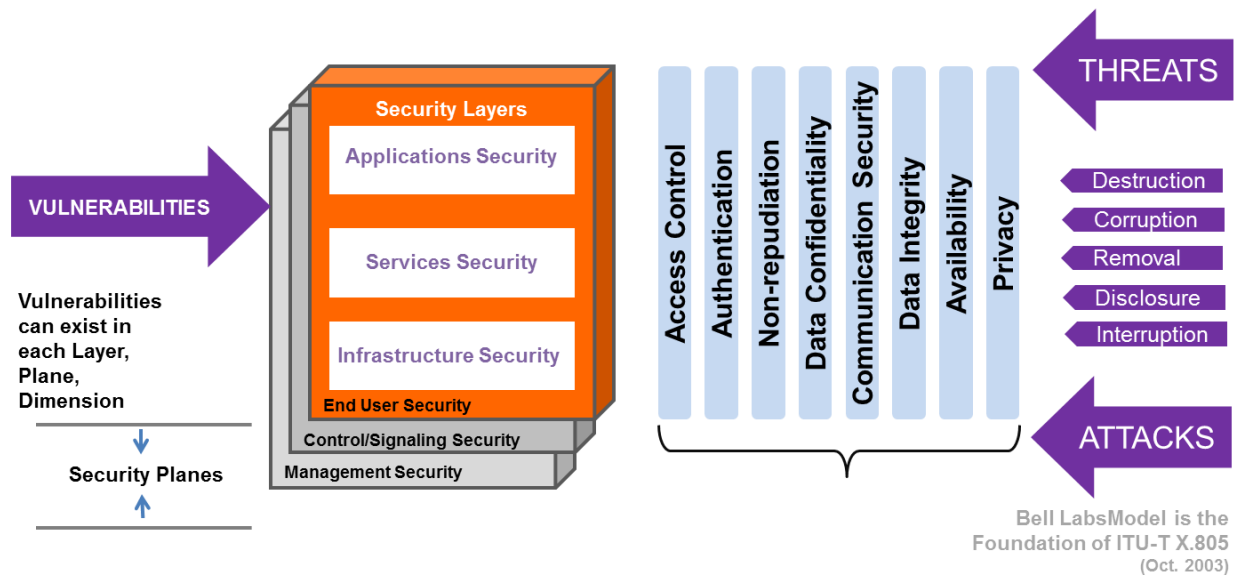 Security Layers
Applications Security
Services Security
Infrastructure Security
End User Security
Control/Signaling Security
Management Security
VULNERABILITIES
Vulnerabilities
can exist in
each Layer,
Plane,
Dimension
Security Planes
Access Control
Authentication
Non-repudiation
Data Confidentiality
Communication Security
Data Integrity
Availability
Privacy
THREATS
Destruction
Corruption
Removal
Disclosure
Interruption
ATTACKS
Bell LabsModel is the
Foundation of ITU-T X.805
(Oct. 2003)